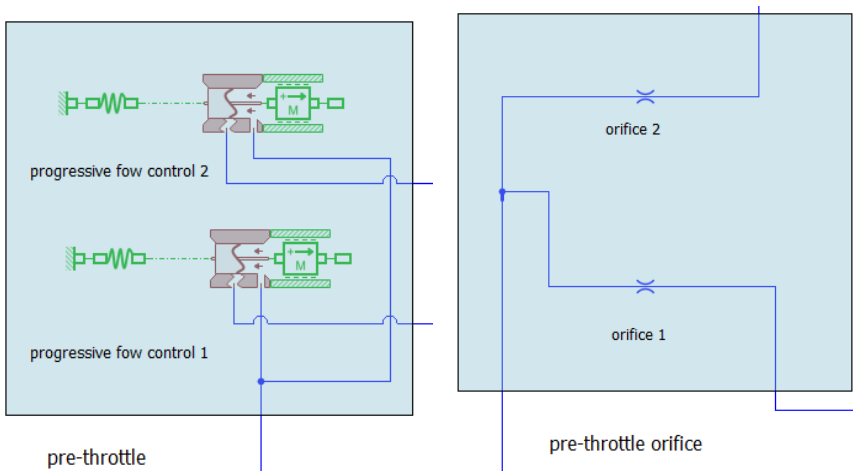 M
progressive fow control 2
M
progressive fow control 1
pre-throttle
orifice 2
orifice 1
pre-throttle orifice